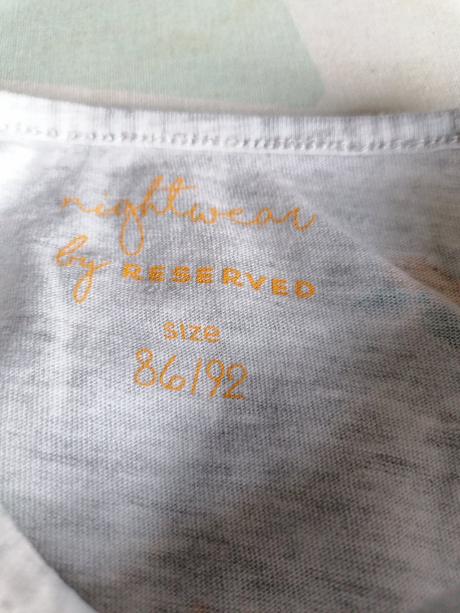 nightwear
by RESERVED
size
86/92